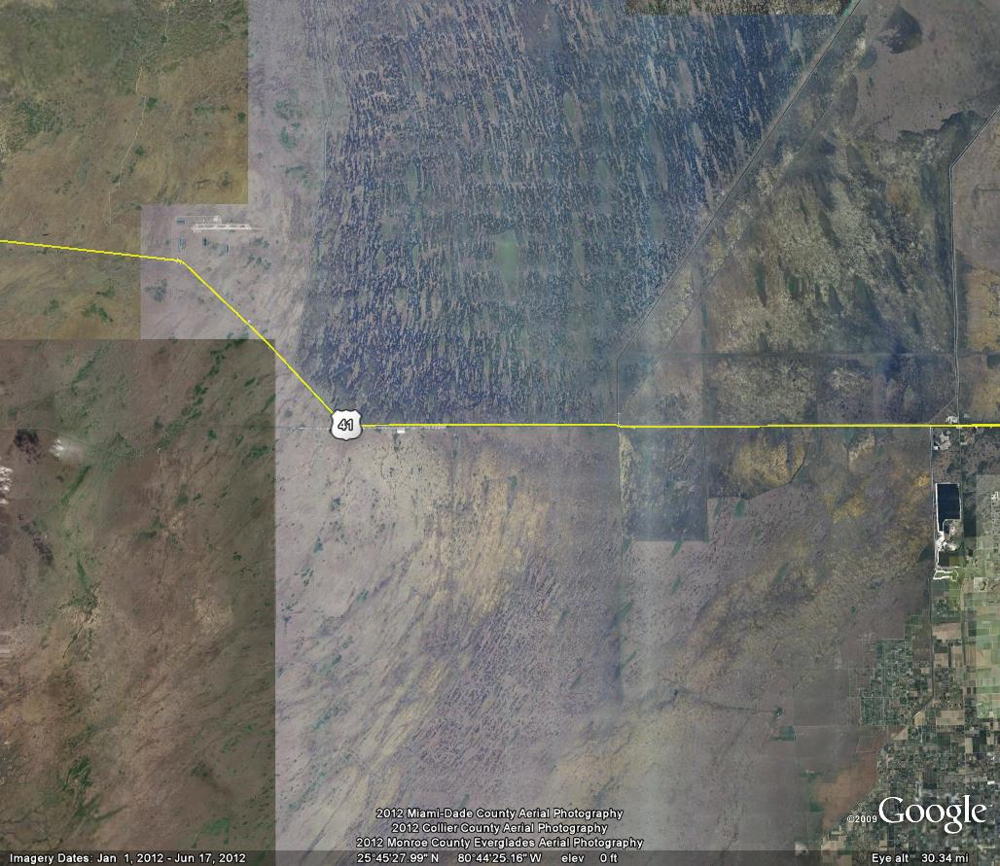 41
2012 Miami-Dade County Aerial Photography
2012 Collier County Aerial Photography
2012 Monroe County Everglades Aerial Photography
©2009 Google
Imagery Dates: Jan 1, 2012 - Jun 17, 2012 25°45'27.99" N 80°44'25.16" W elev 0 ft Eye alt 30.34 mi